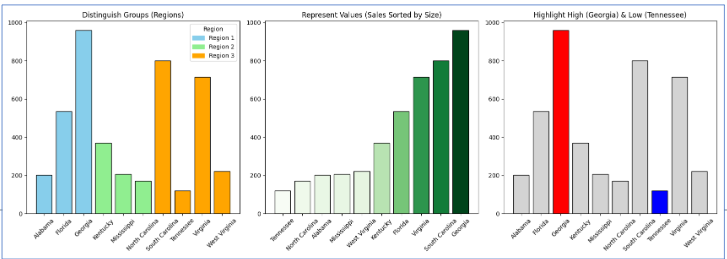 Distinguish Groups (Regions)
1000
800
600
400
200
0
Region
Region 1
Region 2
Region 3
Alabama
Florida
Georgia
Kentucky
Mississippi
North Carolina
South Carolina
Tennessee
Virginia
West Virginia
Represent Values (Sales Sorted by Size)
1000
800
600
400
200
0
Tennessee
North Carolina
Alabama
Mississippi
West Virginia
Kentucky
Florida
Virginia
South Carolina
Georgia
Highlight High (Georgia) & Low (Tennessee)
1000
800
600
400
200
0
Alabama
Florida
Georgia
Kentucky
Mississippi
North Carolina
South Carolina
Tennessee
Virginia
West Virginia